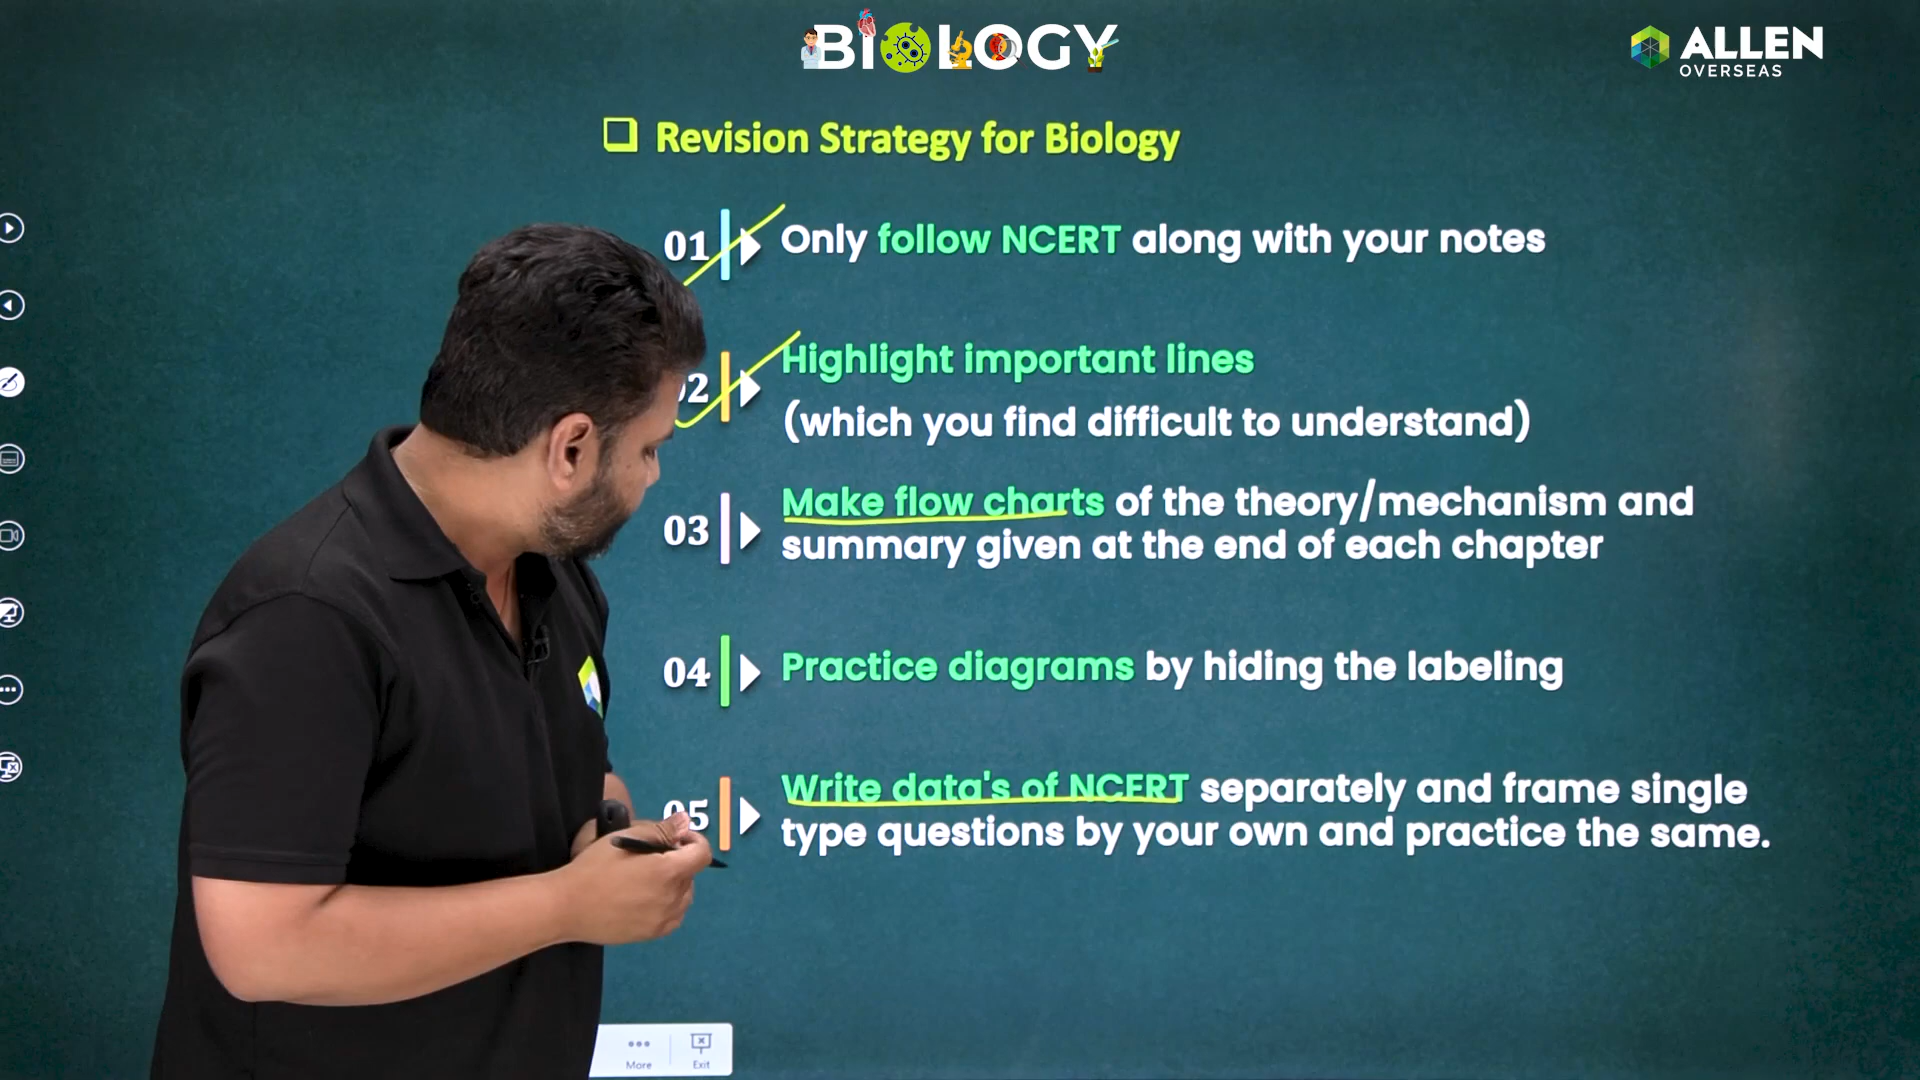 BIOLOGY
ALLEN
OVERSEAS
Revision Strategy for Biology
01 Only follow NCERT along with your notes
02 Highlight important lines
(which you find difficult to understand)
03 Make flow charts of the theory/mechanism and
summary given at the end of each chapter
04 Practice diagrams by hiding the labeling
05 Write data's of NCERT separately and frame single
type questions by your own and practice the same.
More
Exit